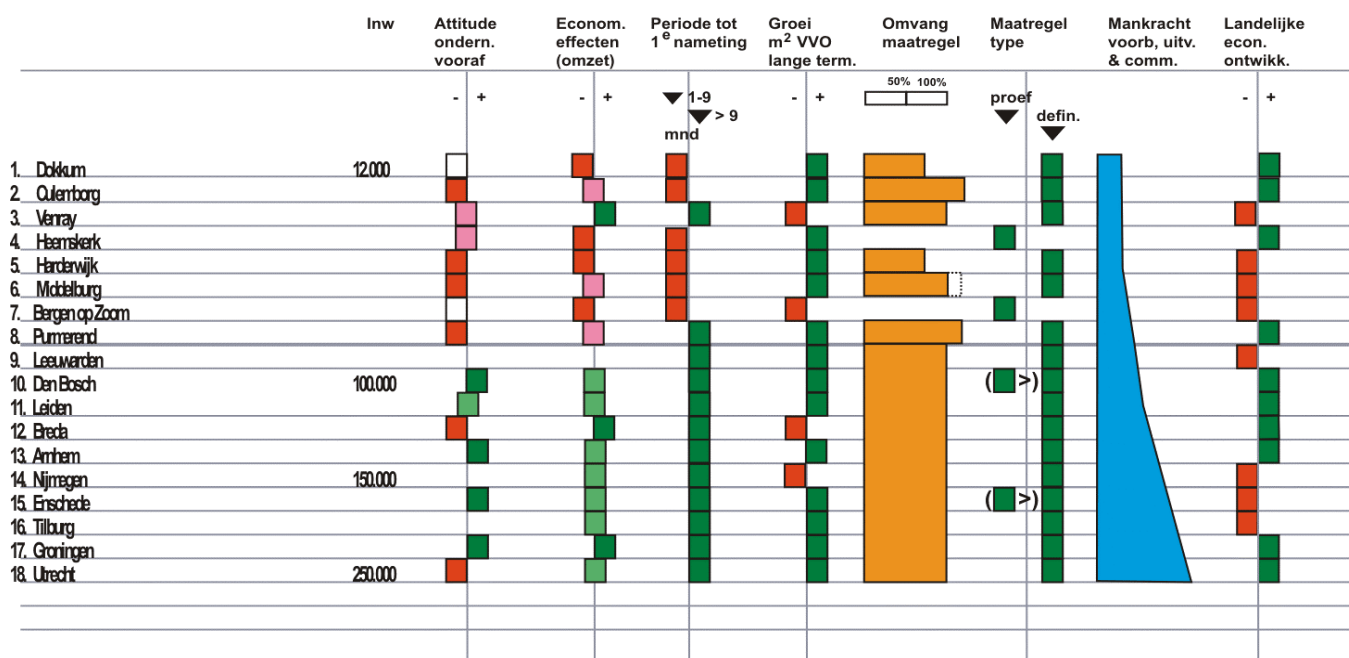 Inw
Attitude
ondern.
vooraf
Econom.
effecten
(omzet)
Periode tot
1e nameting
Groei
m2 VVO
lange term.
Omvang
maatregel
Maatregel
type
Mankracht
voorb, uitv.
& comm.
Landelijke
econ.
ontwikk.
- +
- +
1-9
> 9
mnd
- +
50% 100%
proef
defin.
- +
1. Dokkum 12.000
2. Culemborg
3. Venray
4. Heemskerk
5. Harderwijk
6. Middelburg
7. Bergen op Zoom
8. Purmerend
9. Leeuwarden
10. Den Bosch 100.000 ( >)
11. Leiden
12. Breda
13. Arnhem
14. Nijmegen 150.000
15. Enschede ( >)
16. Tilburg
17. Groningen
18. Utrecht 250.000